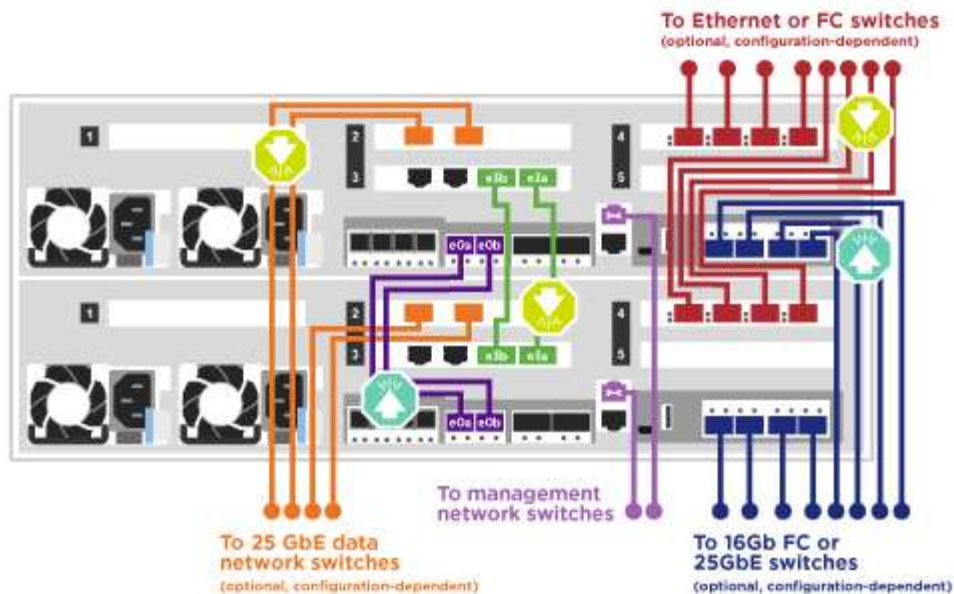 To Ethernet or FC switches
(optional, configuration-dependent)
1
2
4
3
e3b
e3a
5
e0a
e0b
1
2
4
3
e3b
e3a
5
e0a
e0b
To management
network switches
To 25 GbE data
network switches
(optional, configuration-dependent)
To 16Gb FC or
25GbE switches
(optional, configuration-dependent)